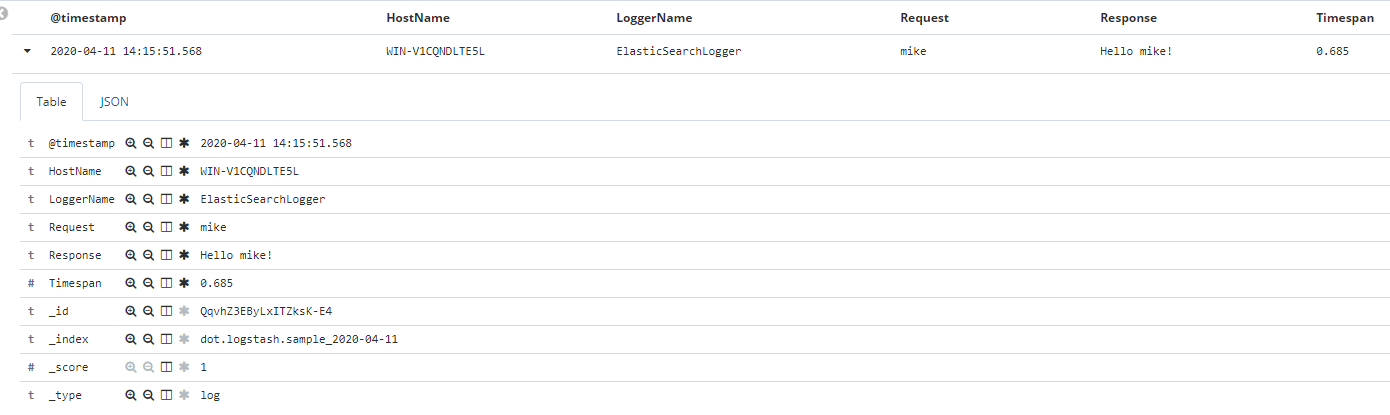 @timestamp HostName LoggerName Request Response Timespan
2020-04-11 14:15:51.568 WIN-V1CQNDLTE5L ElasticSearchLogger mike Hello mike! 0.685
Table JSON
t @timestamp 2020-04-11 14:15:51.568
t HostName WIN-V1CQNDLTE5L
t LoggerName ElasticSearchLogger
t Request mike
t Response Hello mike!
# Timespan 0.685
t _id QqvhZ3EByLxITZksK-E4
t _index dot.logstash.sample_2020-04-11
# _score 1
t _type log